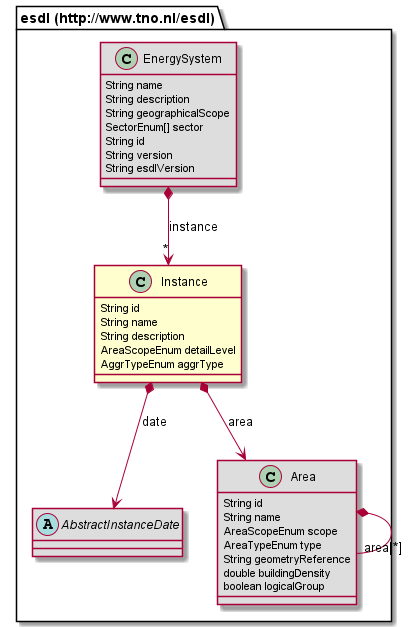 esdl (http://www.tno.nl/esdl)
C EnergySystem
String name
String description
String geographicalScope
SectorEnum[] sector
String id
String version
String esdlVersion
instance
*
C Instance
String id
String name
String description
AreaScopeEnum detailLevel
AggrTypeEnum aggrType
date
area
A AbstractInstanceDate
C Area
String id
String name
AreaScopeEnum scope
AreaTypeEnum type
String geometryReference
double buildingDensity
boolean logicalGroup
area[*]